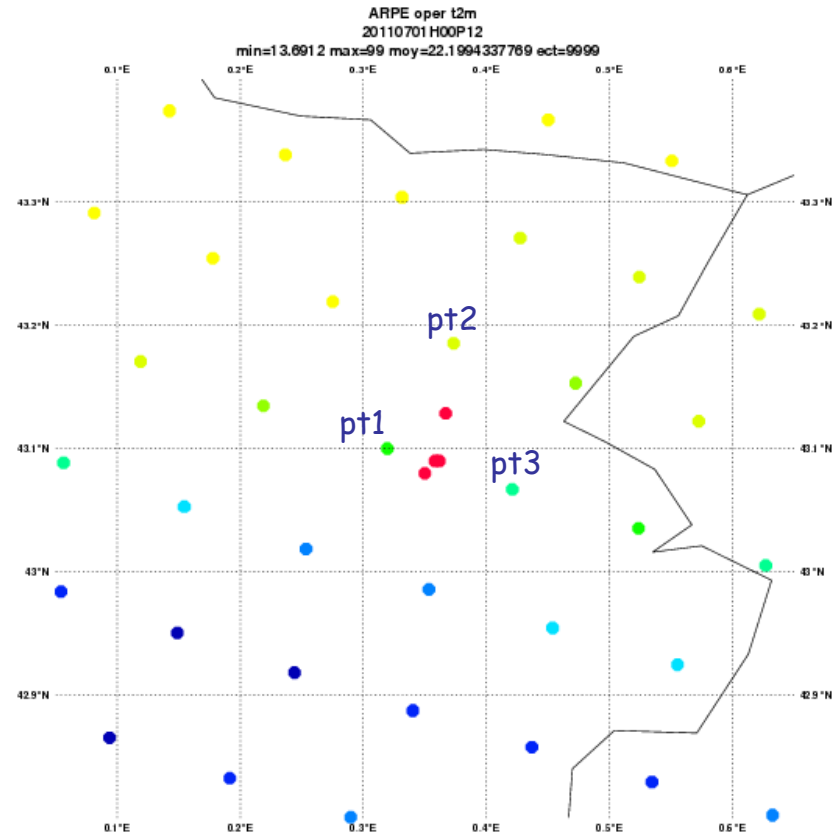 ARPE oper t2m
20110701H00P12
min=13.6912 max=99 moy=22.1994337769 ect=9999
0.1°E 0.2°E 0.3°E 0.4°E 0.5°E 0.6°E
43.3°N 43.3°N
43.2°N 43.2°N
pt2
pt1
43.1°N 43.1°N
pt3
43°N 43°N
42.9°N 42.9°N
0.1°E 0.2°E 0.3°E 0.4°E 0.5°E 0.6°E